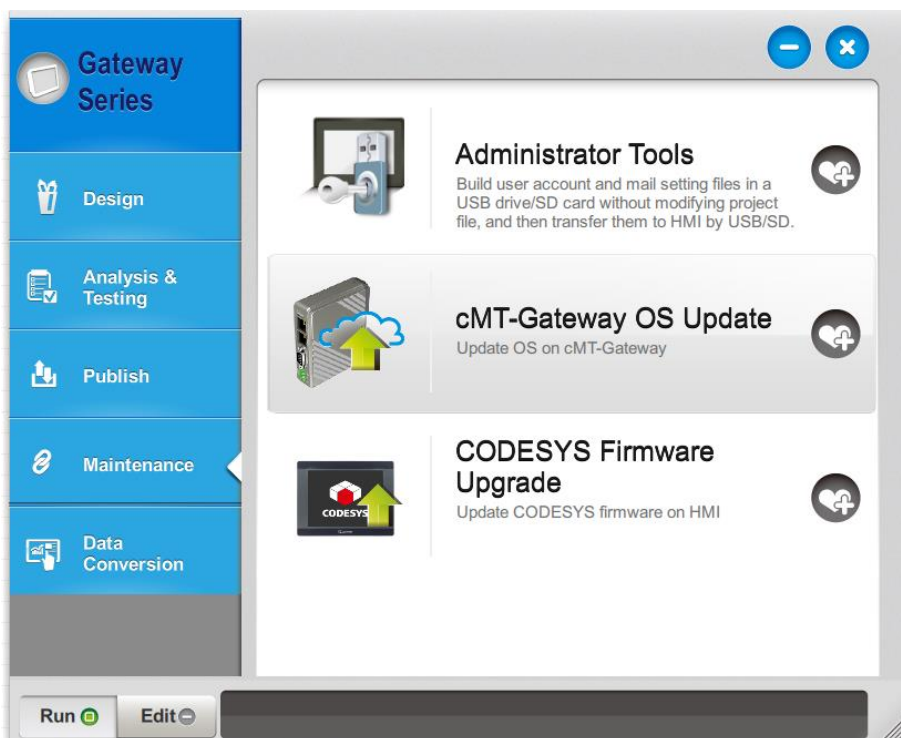 Gateway
Series
Design
Analysis &
Testing
Publish
Maintenance
Data
Conversion
Administrator Tools
Build user account and mail setting files in a
USB drive/SD card without modifying project
file, and then transfer them to HMI by USB/SD.
cMT-Gateway OS Update
Update OS on cMT-Gateway
CODESYS Firmware
Upgrade
Update CODESYS firmware on HMI
CODESYS
Run
Edit